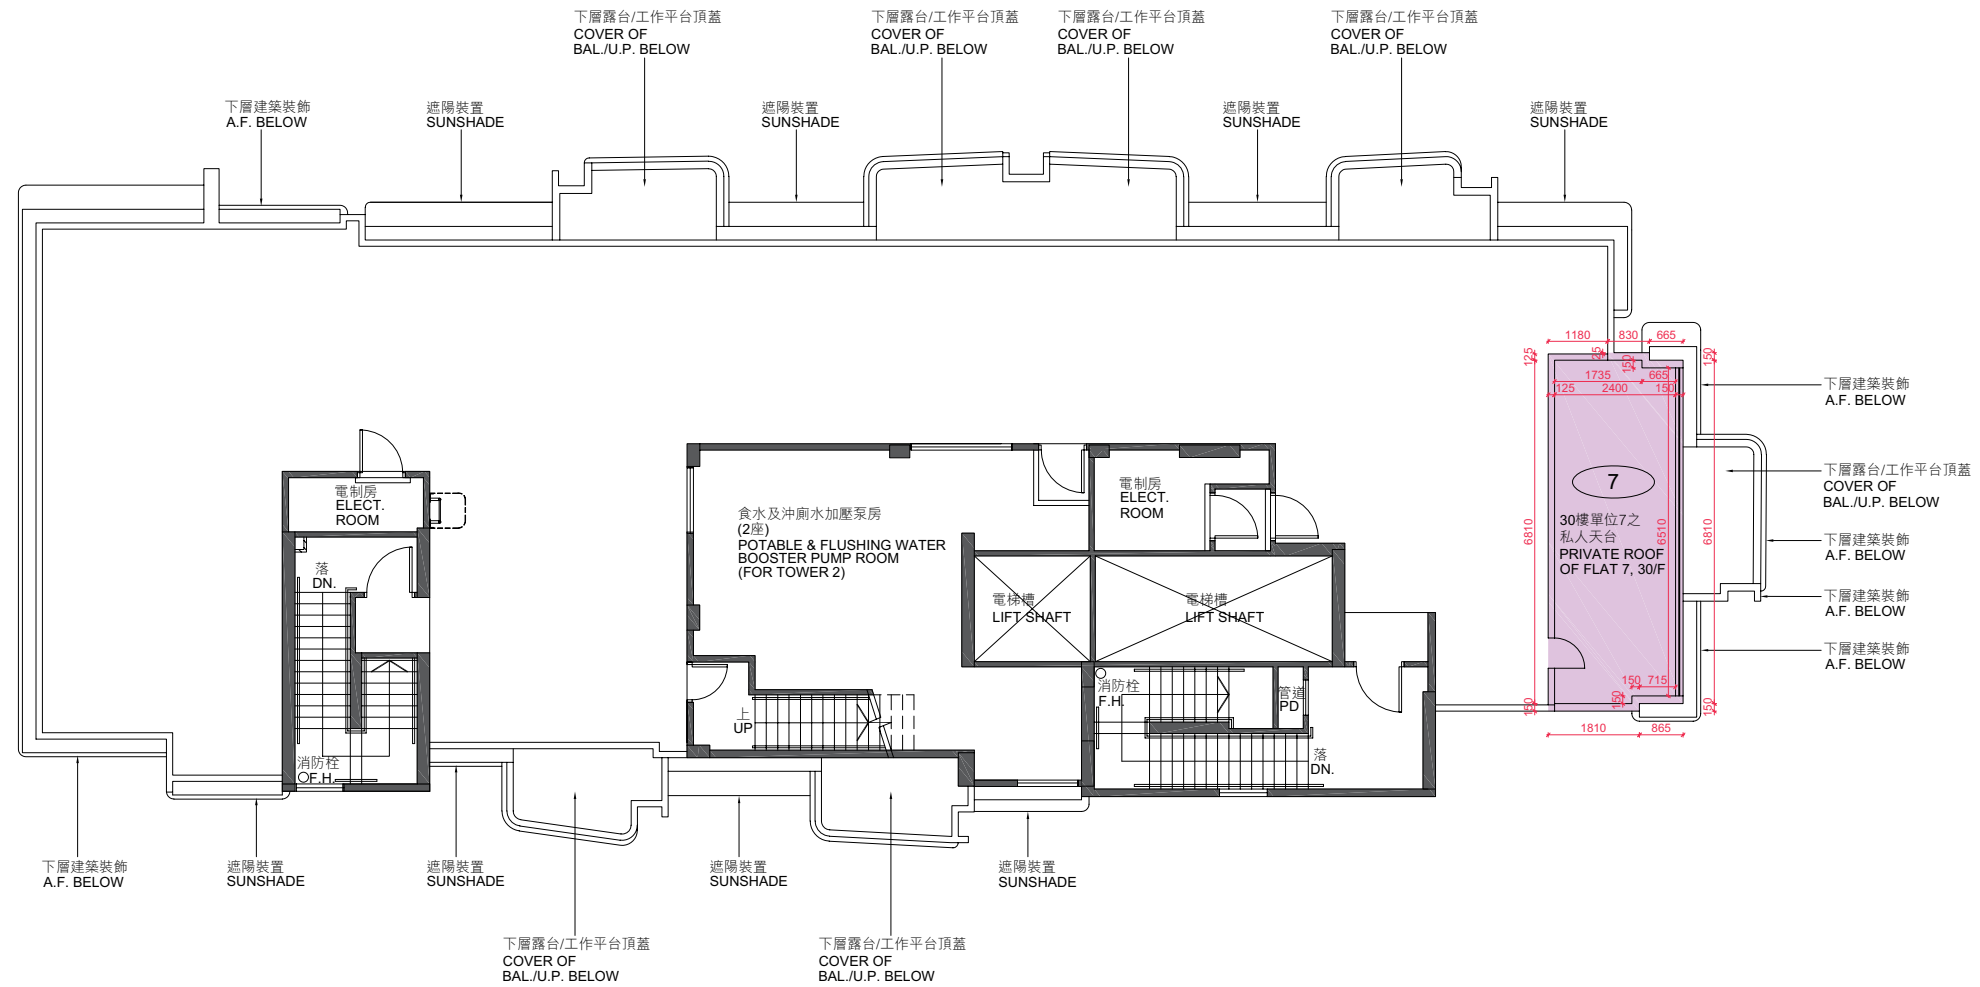 下層露台/工作平台頂蓋
COVER OF
BAL./U.P. BELOW
下層露台/工作平台頂蓋
COVER OF
BAL./U.P. BELOW
下層露台/工作平台頂蓋
COVER OF
BAL./U.P. BELOW
下層露台/工作平台頂蓋
COVER OF
BAL./U.P. BELOW
下層建築裝飾
A.F. BELOW
遮陽裝置
SUNSHADE
遮陽裝置
SUNSHADE
遮陽裝置
SUNSHADE
遮陽裝置
SUNSHADE
1180
830
665
125
25
150
150
1735
665
125
2400
150
6810
6510
6810
7
30樓單位7之
私人天台
PRIVATE ROOF
OF FLAT 7, 30/F
150
715
150
150
150
1810
865
下層建築裝飾
A.F. BELOW
下層露台/工作平台頂蓋
COVER OF
BAL./U.P. BELOW
下層建築裝飾
A.F. BELOW
下層建築裝飾
A.F. BELOW
下層建築裝飾
A.F. BELOW
電制房
ELECT.
ROOM
落
DN.
消防栓
F.H.
食水及沖廁水加壓泵房
(2座)
POTABLE & FLUSHING WATER
BOOSTER PUMP ROOM
(FOR TOWER 2)
電制房
ELECT.
ROOM
電梯槽
LIFT SHAFT
電梯槽
LIFT SHAFT
上
UP
消防栓
F.H.
管道
PD
落
DN.
下層建築裝飾
A.F. BELOW
遮陽裝置
SUNSHADE
遮陽裝置
SUNSHADE
遮陽裝置
SUNSHADE
遮陽裝置
SUNSHADE
下層露台/工作平台頂蓋
COVER OF
BAL./U.P. BELOW
下層露台/工作平台頂蓋
COVER OF
BAL./U.P. BELOW